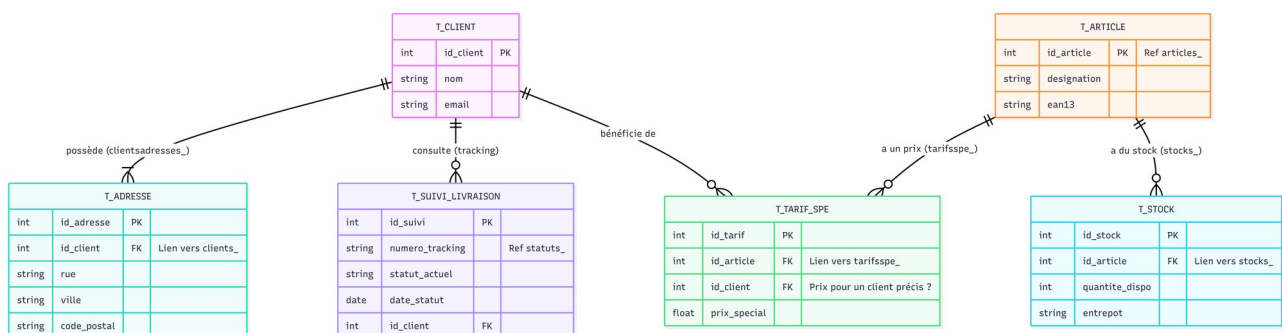 T_CLIENT
int id_client PK
string nom
string email
T_ARTICLE
int id_article PK Ref articles_
string designation
string ean13
possède (clientsadresses_)
consulte (tracking)
bénéficie de
a un prix (tarifsspe_)
a du stock (stocks_)
T_ADRESSE
int id_adresse PK
int id_client FK Lien vers clients_
string rue
string ville
string code_postal
T_SUIVI_LIVRAISON
int id_suivi PK
string numero_tracking Ref statuts_
string statut_actuel
date date_statut
int id_client FK
T_TARIF_SPE
int id_tarif PK
int id_article FK Lien vers tarifsspe_
int id_client FK Prix pour un client précis ?
float prix_special
T_STOCK
int id_stock PK
int id_article FK Lien vers stocks_
int quantite_dispo
string entrepot